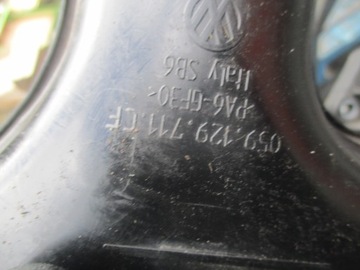 059.129.711.CF
>PA6-GF30<
Italy SB6